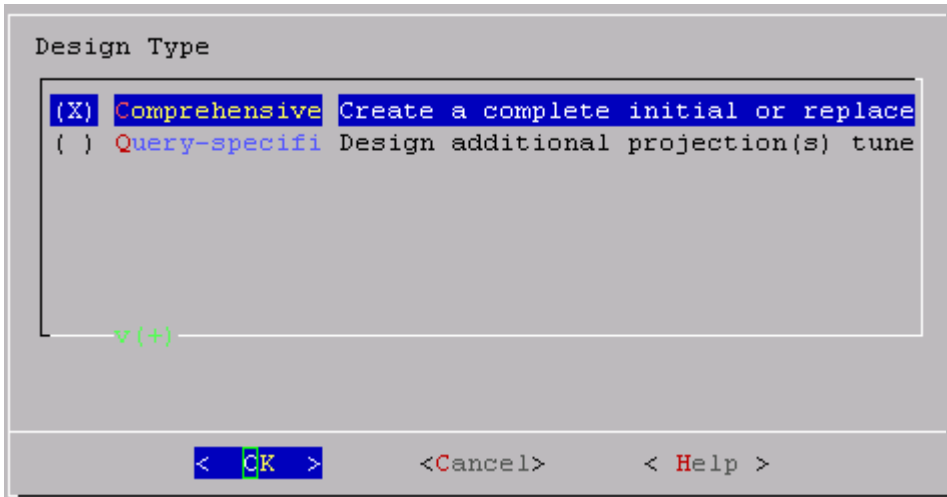 Design Type
(X) Comprehensive Create a complete initial or replace
( ) Query-specifi Design additional projection(s) tune
v(+)
< OK > <Cancel> < Help >